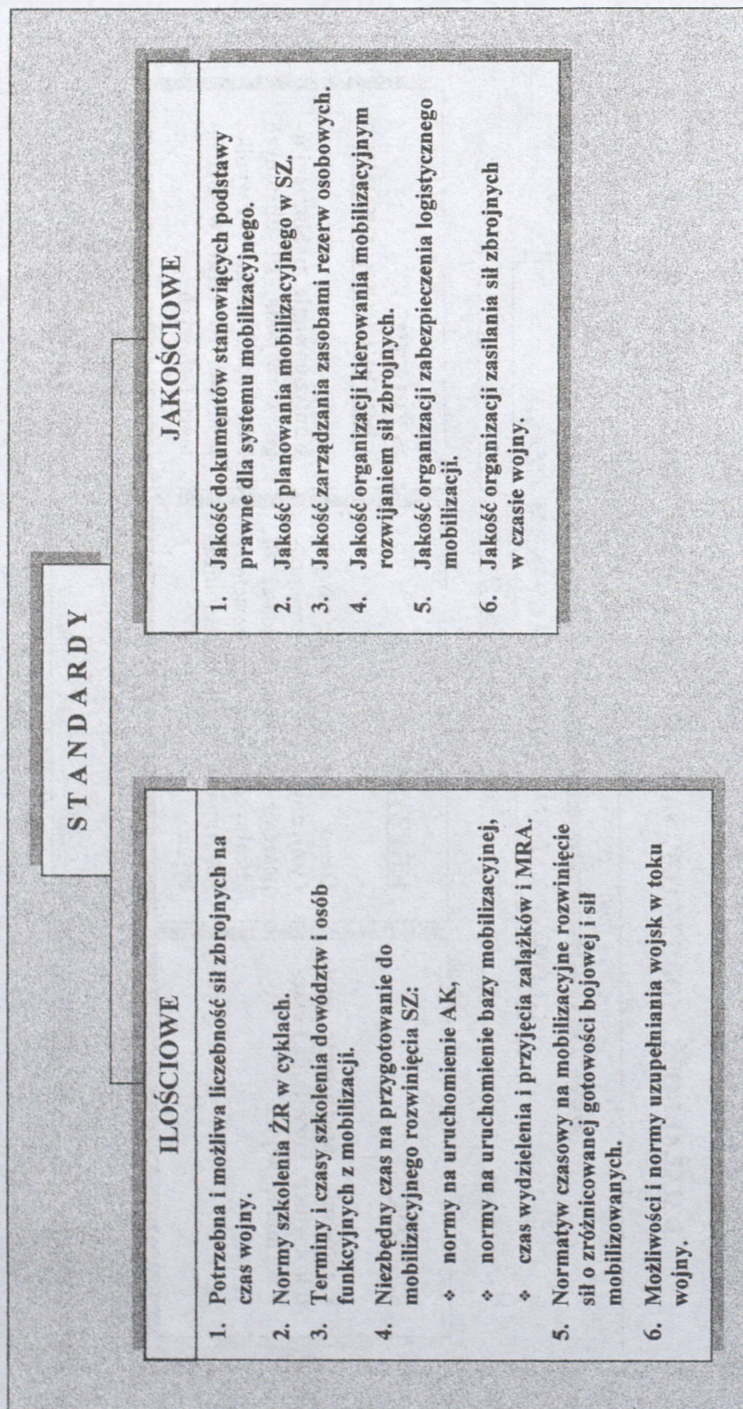 STANDARDY
ILOŚCIOWE
1. Potrzebna i możliwa liczebność sił zbrojnych na
czas wojny.
2. Normy szkolenia ŻR w cyklach.
3. Terminy i czasy szkolenia dowództw i osób
funkcyjnych z mobilizacji.
4. Niezbędny czas na przygotowanie do
mobilizacyjnego rozwinięcia SZ:
❖ normy na uruchomienie AK,
❖ normy na uruchomienie bazy mobilizacyjnej,
❖ czas wydzielenia i przyjęcia zalążków i MRA.
5. Normatyw czasowy na mobilizacyjne rozwinięcie
sił o zróżnicowanej gotowości bojowej i sił
mobilizowanych.
6. Możliwości i normy uzupełniania wojsk w toku
wojny.
JAKOŚCIOWE
1. Jakość dokumentów stanowiących podstawy
prawne dla systemu mobilizacyjnego.
2. Jakość planowania mobilizacyjnego w SZ.
3. Jakość zarządzania zasobami rezerw osobowych.
4. Jakość organizacji kierowania mobilizacyjnym
rozwijaniem sił zbrojnych.
5. Jakość organizacji zabezpieczenia logistycznego
mobilizacji.
6. Jakość organizacji zasilania sił zbrojnych
w czasie wojny.